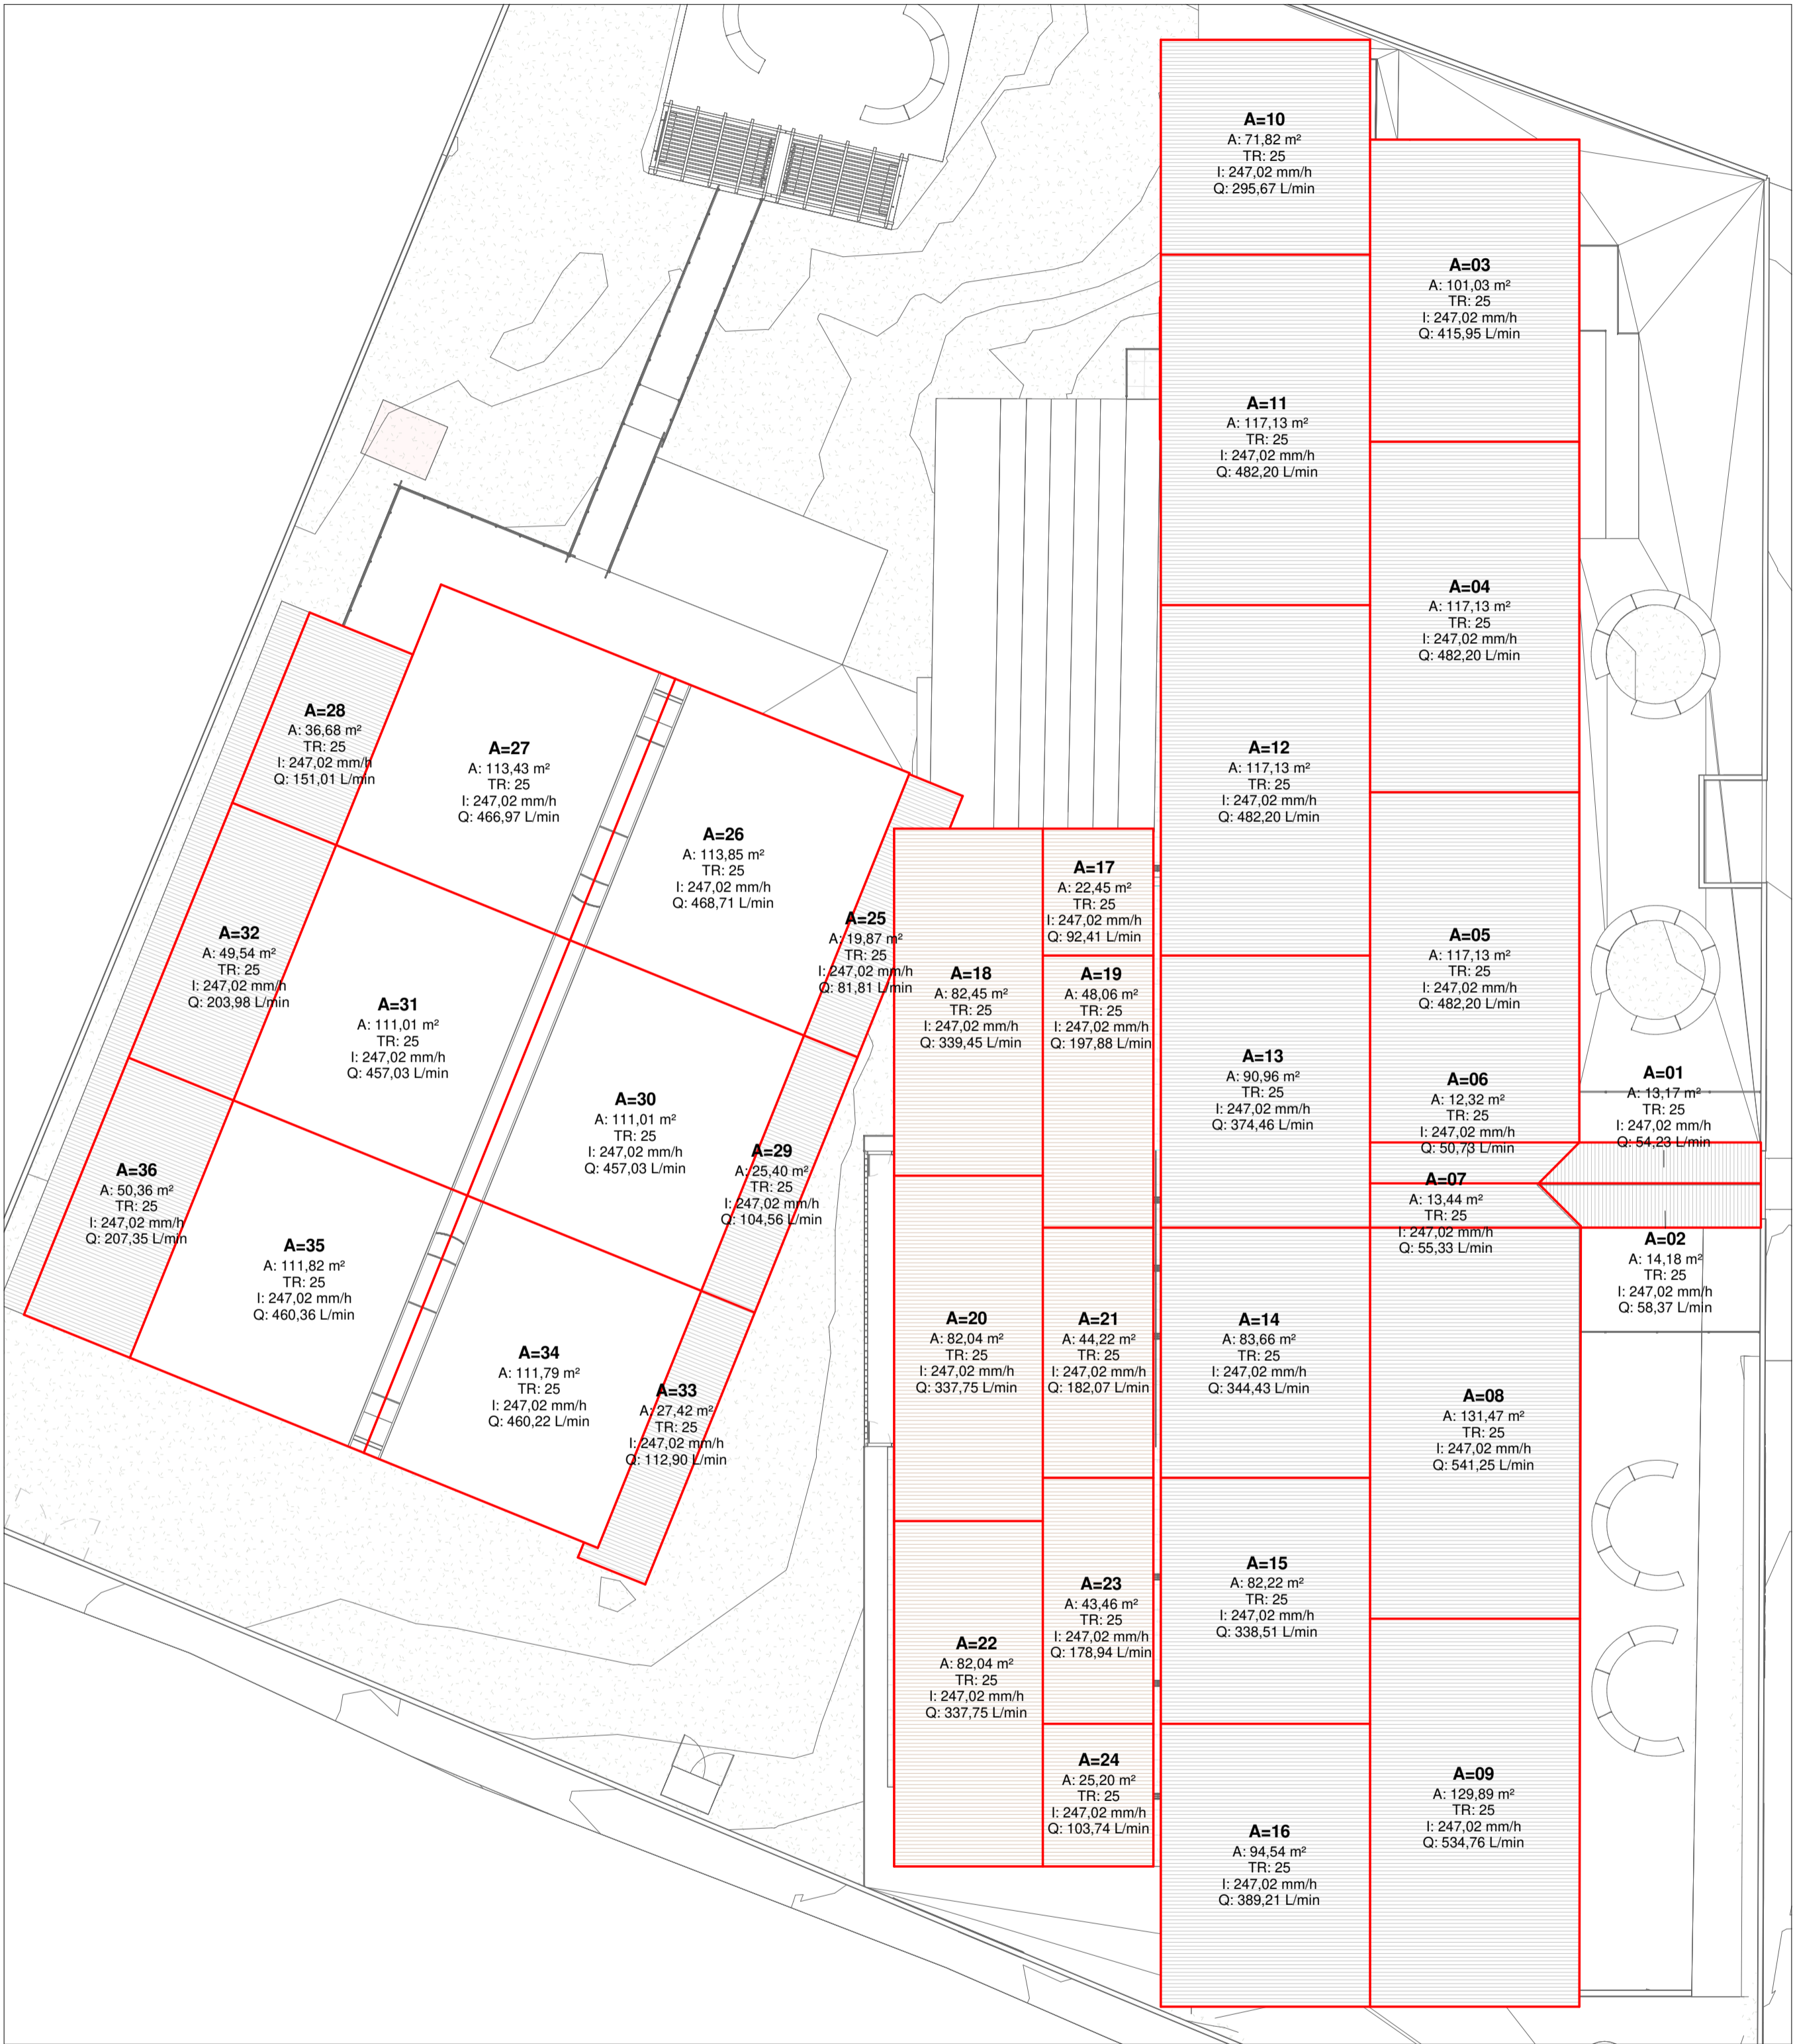 A=10
A: 71,82 m²
TR: 25
I: 247,02 mm/h
Q: 295,67 L/min
A=03
A: 101,03 m²
TR: 25
I: 247,02 mm/h
Q: 415,95 L/min
A=11
A: 117,13 m²
TR: 25
I: 247,02 mm/h
Q: 482,20 L/min
A=04
A: 117,13 m²
TR: 25
I: 247,02 mm/h
Q: 482,20 L/min
A=28
A: 36,68 m²
TR: 25
I: 247,02 mm/h
Q: 151,01 L/min
A=27
A: 113,43 m²
TR: 25
I: 247,02 mm/h
Q: 466,97 L/min
A=12
A: 117,13 m²
TR: 25
I: 247,02 mm/h
Q: 482,20 L/min
A=26
A: 113,85 m²
TR: 25
I: 247,02 mm/h
Q: 468,71 L/min
A=17
A: 22,45 m²
TR: 25
I: 247,02 mm/h
Q: 92,41 L/min
A=25
A: 19,87 m²
TR: 25
I: 247,02 mm/h
Q: 81,81 L/min
A=32
A: 49,54 m²
TR: 25
I: 247,02 mm/h
Q: 203,98 L/min
A=05
A: 117,13 m²
TR: 25
I: 247,02 mm/h
Q: 482,20 L/min
A=18
A: 82,45 m²
TR: 25
I: 247,02 mm/h
Q: 339,45 L/min
A=19
A: 48,06 m²
TR: 25
I: 247,02 mm/h
Q: 197,88 L/min
A=31
A: 111,01 m²
TR: 25
I: 247,02 mm/h
Q: 457,03 L/min
A=13
A: 90,96 m²
TR: 25
I: 247,02 mm/h
Q: 374,46 L/min
A=01
A: 13,17 m²
TR: 25
I: 247,02 mm/h
Q: 54,23 L/min
A=06
A: 12,32 m²
TR: 25
I: 247,02 mm/h
Q: 50,73 L/min
A=30
A: 111,01 m²
TR: 25
I: 247,02 mm/h
Q: 457,03 L/min
A=29
A: 25,40 m²
TR: 25
I: 247,02 mm/h
Q: 104,56 L/min
A=36
A: 50,36 m²
TR: 25
I: 247,02 mm/h
Q: 207,35 L/min
A=07
A: 13,44 m²
TR: 25
I: 247,02 mm/h
Q: 55,33 L/min
A=02
A: 14,18 m²
TR: 25
I: 247,02 mm/h
Q: 58,37 L/min
A=35
A: 111,82 m²
TR: 25
I: 247,02 mm/h
Q: 460,36 L/min
A=20
A: 82,04 m²
TR: 25
I: 247,02 mm/h
Q: 337,75 L/min
A=21
A: 44,22 m²
TR: 25
I: 247,02 mm/h
Q: 182,07 L/min
A=14
A: 83,66 m²
TR: 25
I: 247,02 mm/h
Q: 344,43 L/min
A=34
A: 111,79 m²
TR: 25
I: 247,02 mm/h
Q: 460,22 L/min
A=33
A: 27,42 m²
TR: 25
I: 247,02 mm/h
Q: 112,90 L/min
A=08
A: 131,47 m²
TR: 25
I: 247,02 mm/h
Q: 541,25 L/min
A=15
A: 82,22 m²
TR: 25
I: 247,02 mm/h
Q: 338,51 L/min
A=23
A: 43,46 m²
TR: 25
I: 247,02 mm/h
Q: 178,94 L/min
A=22
A: 82,04 m²
TR: 25
I: 247,02 mm/h
Q: 337,75 L/min
A=24
A: 25,20 m²
TR: 25
I: 247,02 mm/h
Q: 103,74 L/min
A=09
A: 129,89 m²
TR: 25
I: 247,02 mm/h
Q: 534,76 L/min
A=16
A: 94,54 m²
TR: 25
I: 247,02 mm/h
Q: 389,21 L/min